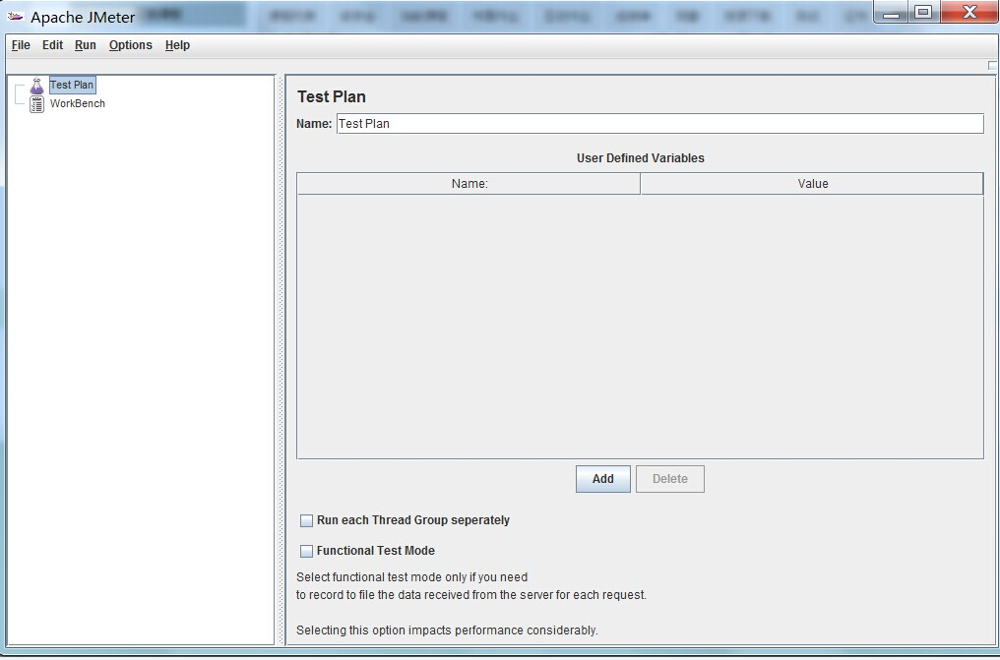 Apache JMeter
File Edit Run Options Help
Test Plan
WorkBench
Test Plan
Name: Test Plan
User Defined Variables
Name: Value
Add Delete
Run each Thread Group seperately
Functional Test Mode
Select functional test mode only if you need
to record to file the data received from the server for each request.
Selecting this option impacts performance considerably.